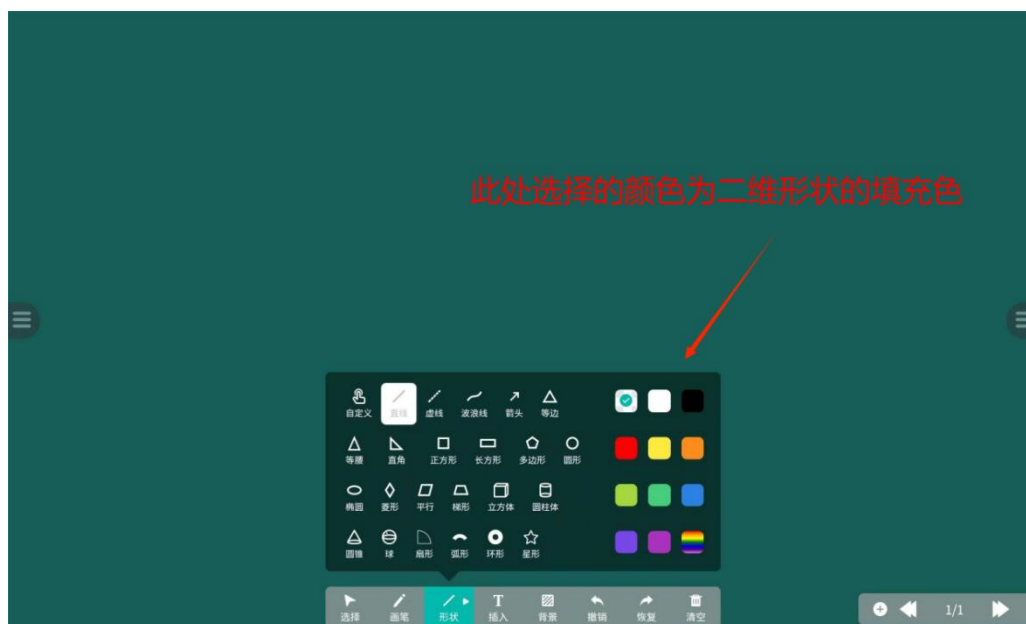 此处选择的颜色为二维形状的填充色
自定义 直线 虚线 波浪线 箭头 等边
等腰 直角 正方形 长方形 多边形 圆形
椭圆 菱形 平行 梯形 立方体 圆柱体
圆锥 球 扇形 弧形 环形 星形
选择 画笔 形状 插入 背景 撤销 恢复 清空
1/1